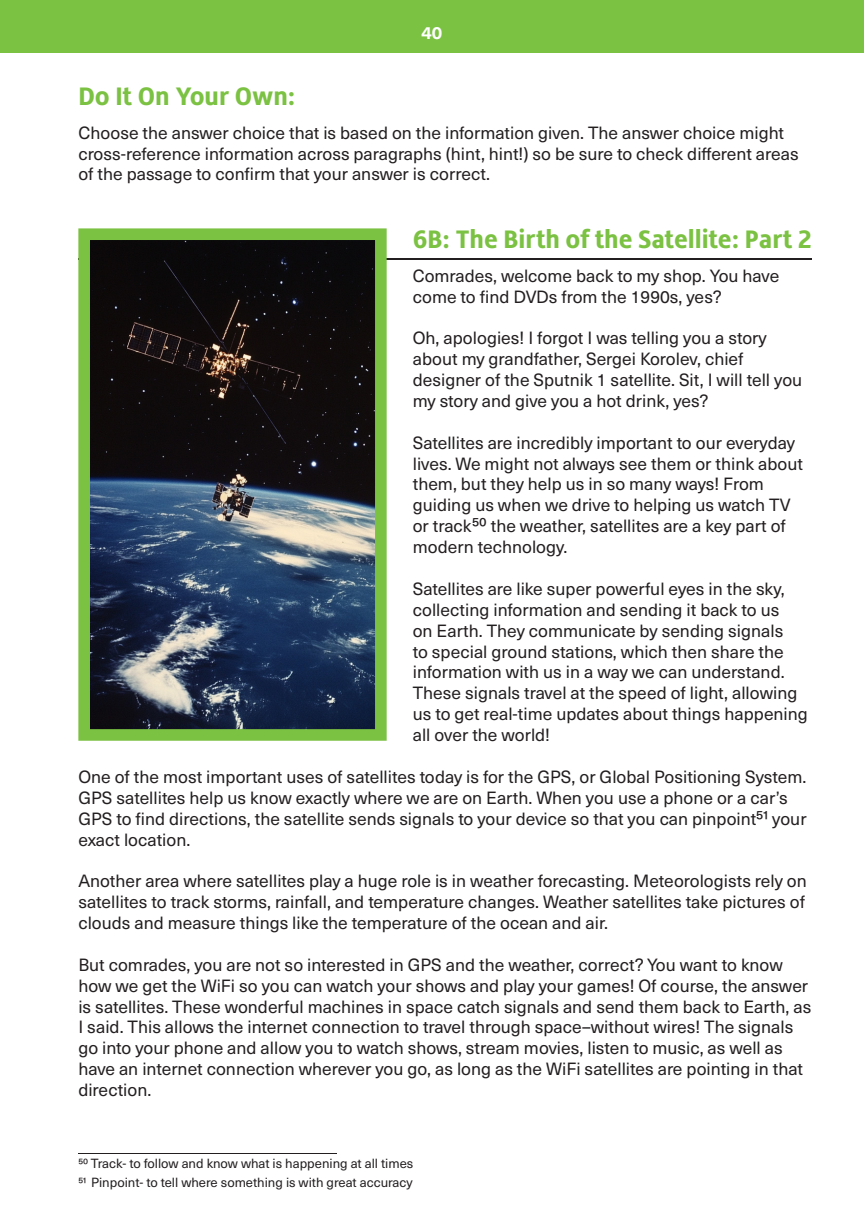 40
Do It On Your Own:
Choose the answer choice that is based on the information given. The answer choice might
cross-reference information across paragraphs (hint, hint!) so be sure to check different areas
of the passage to confirm that your answer is correct.
6B: The Birth of the Satellite: Part 2
Comrades, welcome back to my shop. You have
come to find DVDs from the 1990s, yes?
Oh, apologies! I forgot I was telling you a story
about my grandfather, Sergei Korolev, chief
designer of the Sputnik 1 satellite. Sit, I will tell you
my story and give you a hot drink, yes?
Satellites are incredibly important to our everyday
lives. We might not always see them or think about
them, but they help us in so many ways! From
guiding us when we drive to helping us watch TV
or track⁵⁰ the weather, satellites are a key part of
modern technology.
Satellites are like super powerful eyes in the sky,
collecting information and sending it back to us
on Earth. They communicate by sending signals
to special ground stations, which then share the
information with us in a way we can understand.
These signals travel at the speed of light, allowing
us to get real-time updates about things happening
all over the world!
One of the most important uses of satellites today is for the GPS, or Global Positioning System.
GPS satellites help us know exactly where we are on Earth. When you use a phone or a car's
GPS to find directions, the satellite sends signals to your device so that you can pinpoint⁵¹ your
exact location.
Another area where satellites play a huge role is in weather forecasting. Meteorologists rely on
satellites to track storms, rainfall, and temperature changes. Weather satellites take pictures of
clouds and measure things like the temperature of the ocean and air.
But comrades, you are not so interested in GPS and the weather, correct? You want to know
how we get the WiFi so you can watch your shows and play your games! Of course, the answer
is satellites. These wonderful machines in space catch signals and send them back to Earth, as
I said. This allows the internet connection to travel through space–without wires! The signals
go into your phone and allow you to watch shows, stream movies, listen to music, as well as
have an internet connection wherever you go, as long as the WiFi satellites are pointing in that
direction.
⁵⁰ Track- to follow and know what is happening at all times
⁵¹ Pinpoint- to tell where something is with great accuracy